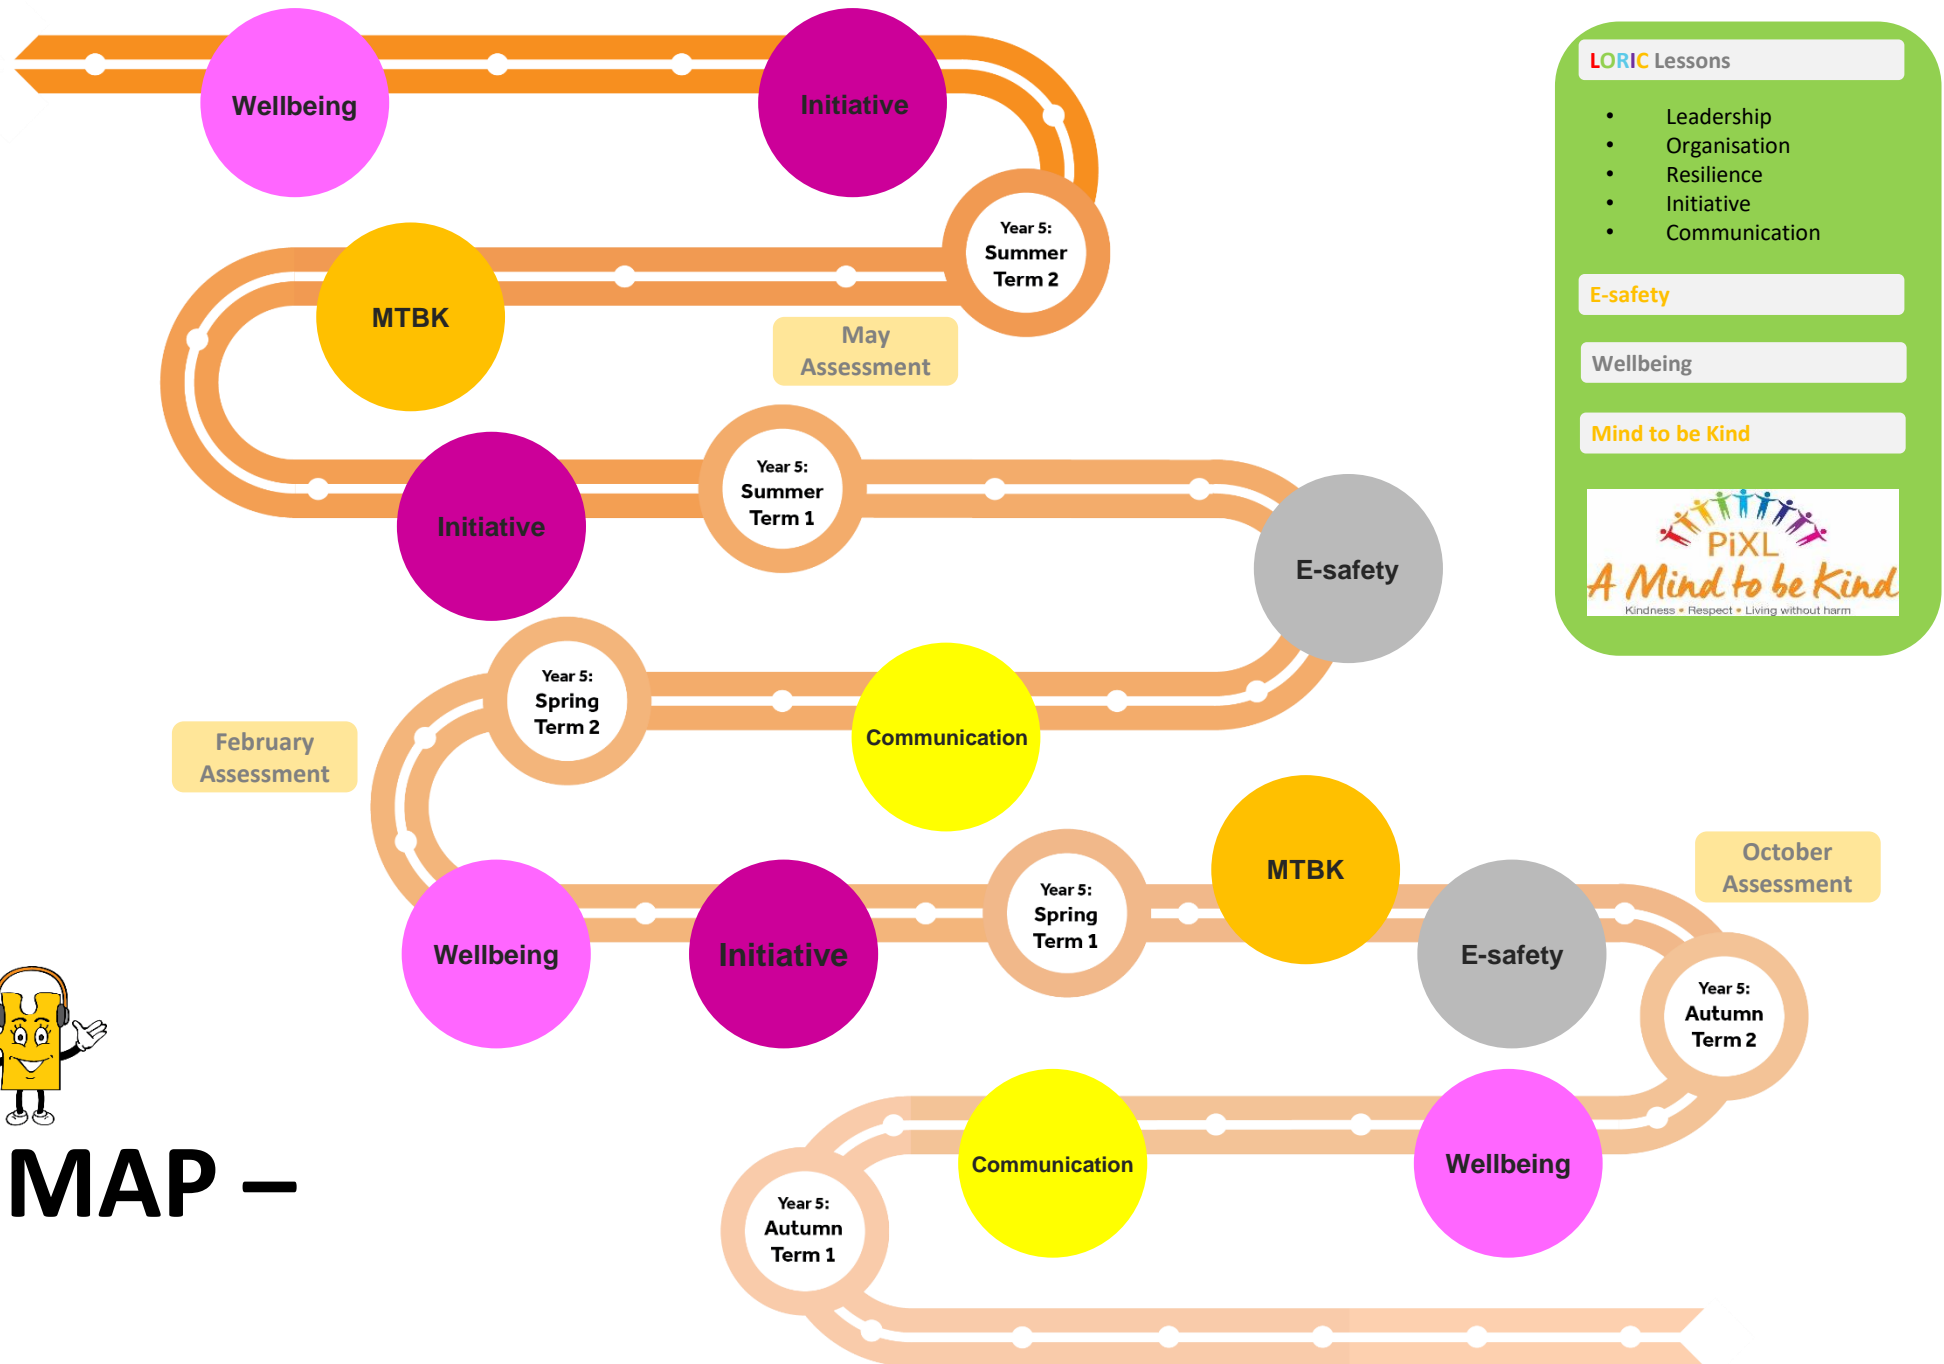 Wellbeing
Initiative
Year 5:
Summer
Term 2
MTBK
May
Assessment
Initiative
Year 5:
Summer
Term 1
E-safety
Year 5:
Spring
Term 2
February
Assessment
Communication
Wellbeing
Initiative
Year 5:
Spring
Term 1
MTBK
E-safety
October
Assessment
Year 5:
Autumn
Term 2
Communication
Wellbeing
Year 5:
Autumn
Term 1
MAP –
LORIC Lessons
• Leadership
• Organisation
• Resilience
• Initiative
• Communication
E-safety
Wellbeing
Mind to be Kind
PiXL
A Mind to be Kind
Kindness • Respect • Living without harm